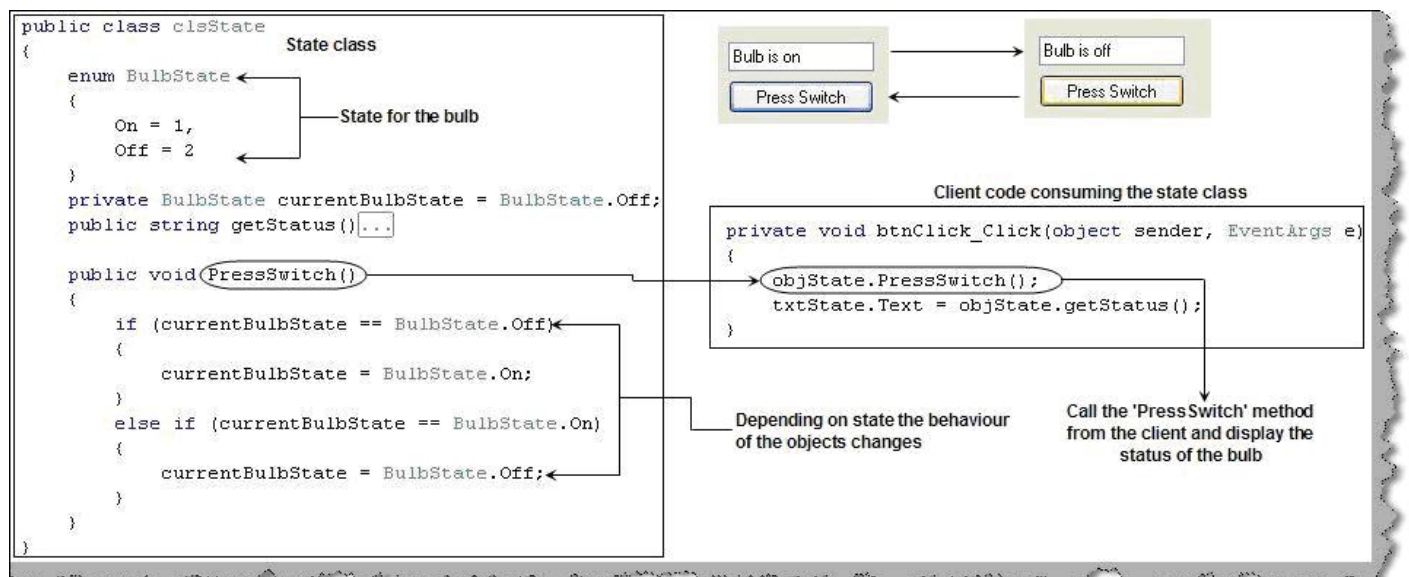 public class clsState
{
State class
enum BulbState
{
State for the bulb
On = 1,
Off = 2
}
private BulbState currentBulbState = BulbState.Off;
public string getStatus()...
public void PressSwitch()
{
if (currentBulbState == BulbState.Off)
{
currentBulbState = BulbState.On;
}
else if (currentBulbState == BulbState.On)
{
currentBulbState = BulbState.Off;
}
}
}
Bulb is on
Press Switch
Bulb is off
Press Switch
Client code consuming the state class
private void btnClick_Click(object sender, EventArgs e)
{
objState.PressSwitch();
txtState.Text = objState.getStatus();
}
Depending on state the behaviour
of the objects changes
Call the 'PressSwitch' method
from the client and display the
status of the bulb